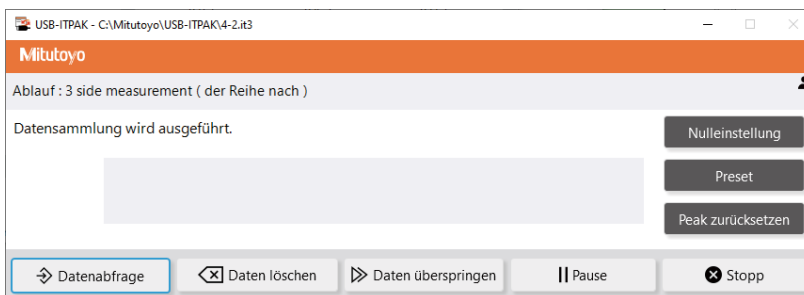 USB-ITPAK - C:\Mitutoyo\USB-ITPAK\4-2.it3
Mitutoyo
Ablauf : 3 side measurement ( der Reihe nach )
Datensammlung wird ausgeführt.
Nulleinstellung
Preset
Peak zurücksetzen
Datenabfrage
Daten löschen
Daten überspringen
Pause
Stopp